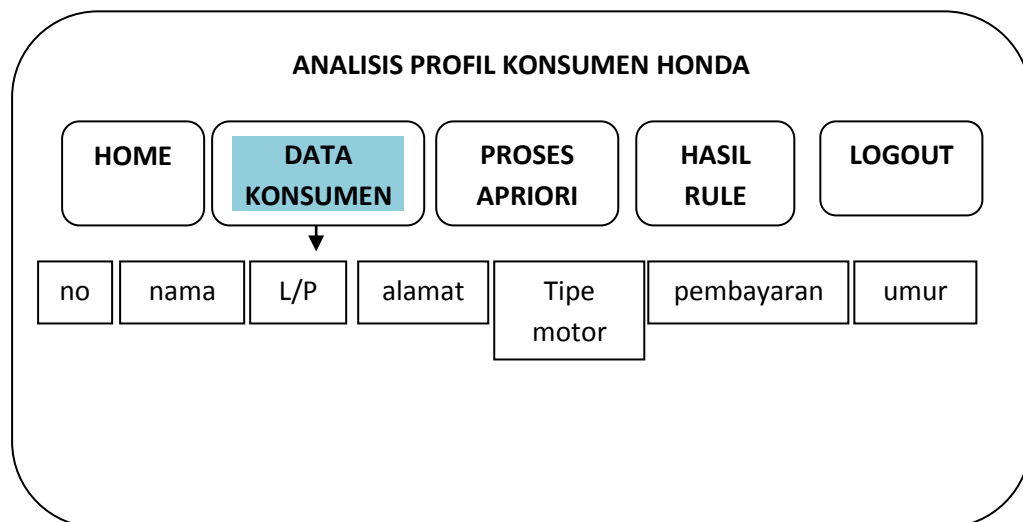 ANALISIS PROFIL KONSUMEN HONDA
HOME
DATA
KONSUMEN
PROSES
APRIORI
HASIL
RULE
LOGOUT
no
nama
L/P
alamat
Tipe
motor
pembayaran
umur